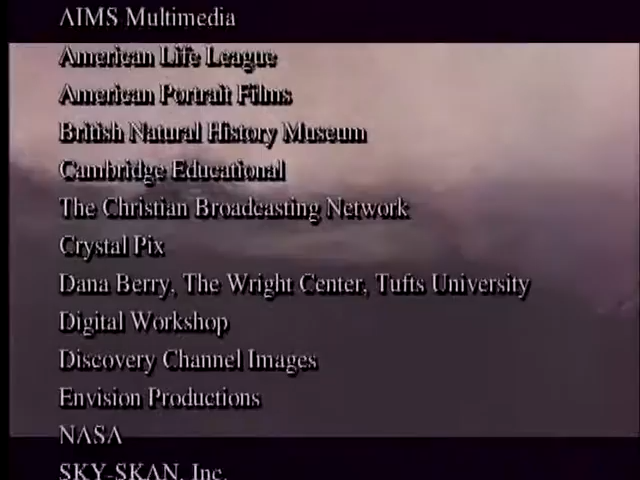 AIMS Multimedia
American Life League
American Portrait Films
British Natural History Museum
Cambridge Educational
The Christian Broadcasting Network
Crystal Pix
Dana Berry, The Wright Center, Tufts University
Digital Workshop
Discovery Channel Images
Envision Productions
NASA
SKY-SKAN, Inc.